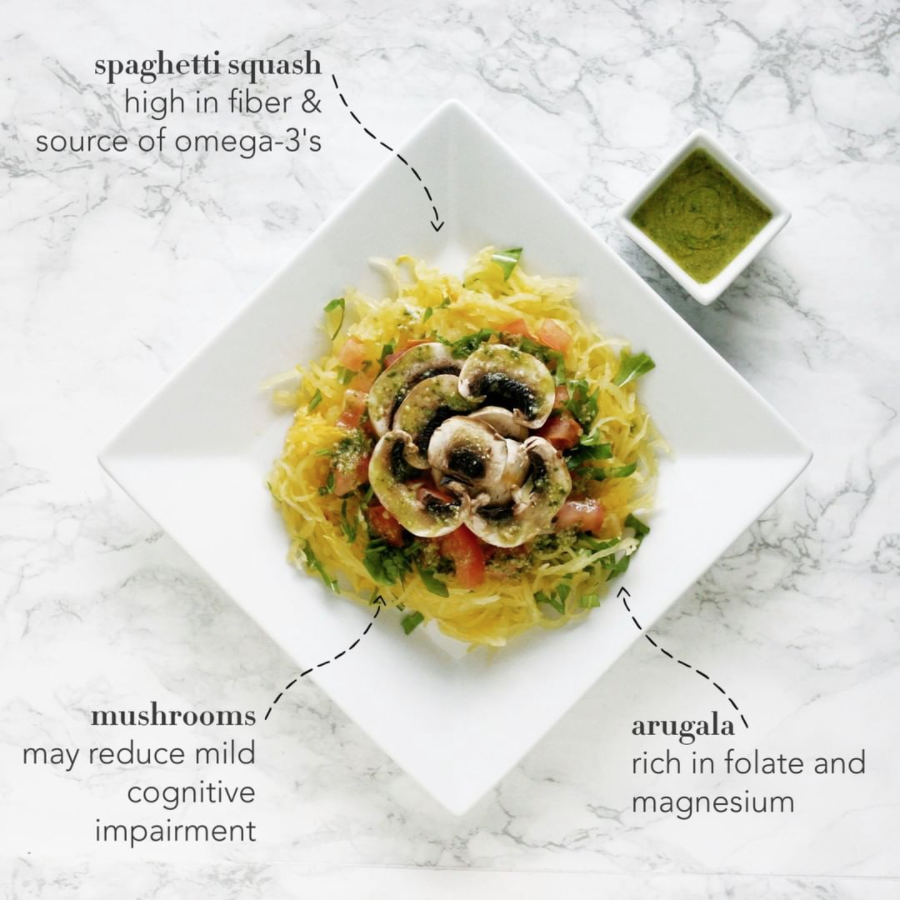 spaghetti squash
high in fiber &
source of omega-3's
mushrooms
may reduce mild
cognitive
impairment
arugala
rich in folate and
magnesium